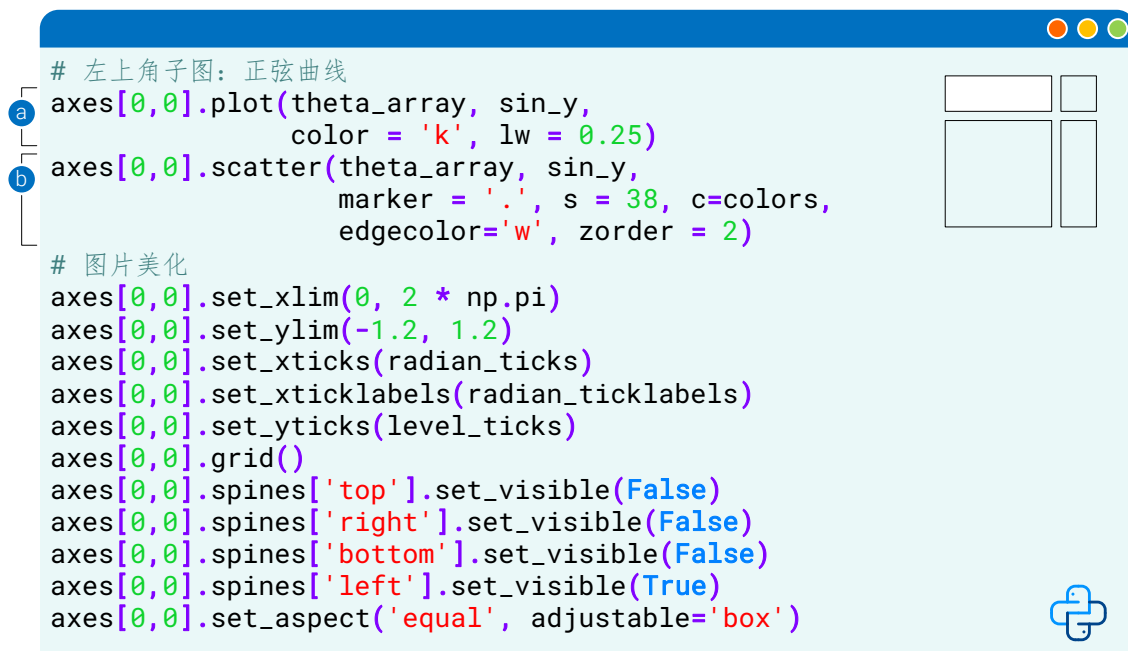 # 左上角子图: 正弦曲线
a
axes[0,0].plot(theta_array, sin_y,
color = 'k', lw = 0.25)
b
axes[0,0].scatter(theta_array, sin_y,
marker = '.', s = 38, c=colors,
edgecolor='w', zorder = 2)
# 图片美化
axes[0,0].set_xlim(0, 2 * np.pi)
axes[0,0].set_ylim(-1.2, 1.2)
axes[0,0].set_xticks(radian_ticks)
axes[0,0].set_xticklabels(radian_ticklabels)
axes[0,0].set_yticks(level_ticks)
axes[0,0].grid()
axes[0,0].spines['top'].set_visible(False)
axes[0,0].spines['right'].set_visible(False)
axes[0,0].spines['bottom'].set_visible(False)
axes[0,0].spines['left'].set_visible(True)
axes[0,0].set_aspect('equal', adjustable='box')